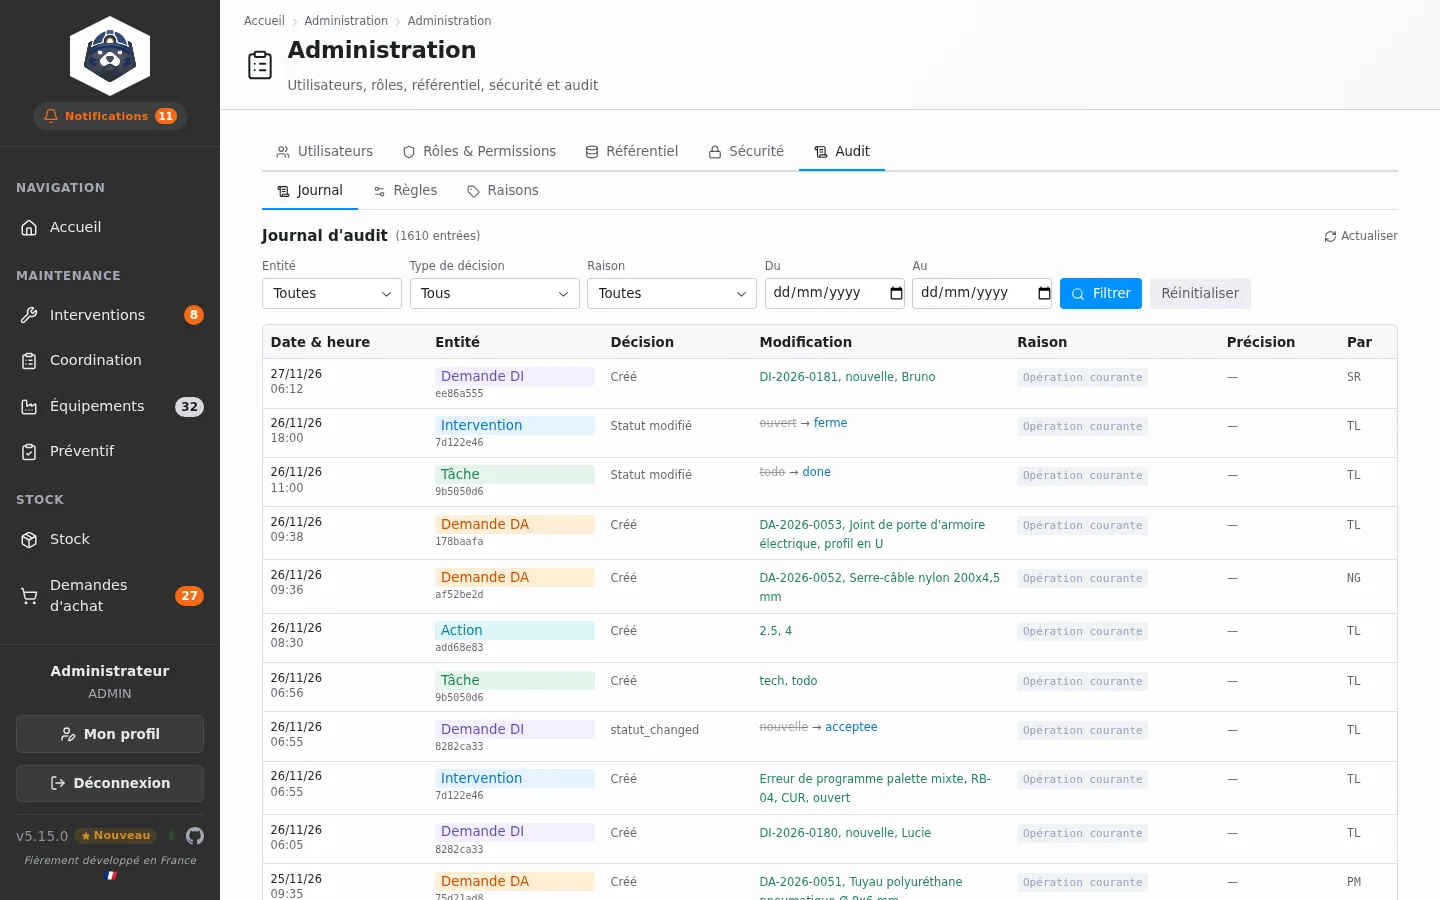 Notifications 11
NAVIGATION
Accueil
MAINTENANCE
Interventions 8
Coordination
Équipements 32
Préventif
STOCK
Stock
Demandes
d'achat 27
Administrateur
ADMIN
Mon profil
Déconnexion
v5.15.0 Nouveau
Fièrement développé en France
Accueil Administration Administration
Administration
Utilisateurs, rôles, référentiel, sécurité et audit
Utilisateurs Rôles & Permissions Référentiel Sécurité Audit
Journal Règles Raisons
Journal d'audit (1610 entrées) Actualiser
Entité Type de décision Raison Du Au
Toutes Tous Toutes dd/mm/yyyy dd/mm/yyyy Filtrer Réinitialiser
Date & heure Entité Décision Modification Raison Précision Par
27/11/26 Demande DI Créé DI-2026-0181, nouvelle, Bruno Opération courante — SR
06:12 ee86a555
26/11/26 Intervention Statut modifié ouvert → ferme Opération courante — TL
18:00 7d122e46
26/11/26 Tâche Statut modifié todo → done Opération courante — TL
11:00 9b5050d6
26/11/26 Demande DA Créé DA-2026-0053, Joint de porte d'armoire Opération courante — TL
09:38 178baafa électrique, profil en U
26/11/26 Demande DA Créé DA-2026-0052, Serre-câble nylon 200x4,5 Opération courante — NG
09:36 af52be2d mm
26/11/26 Action Créé 2.5, 4 Opération courante — TL
08:30 add68e83
26/11/26 Tâche Créé tech, todo Opération courante — TL
06:56 9b5050d6
26/11/26 Demande DI statut_changed nouvelle → acceptee Opération courante — TL
06:55 8282ca33
26/11/26 Intervention Créé Erreur de programme palette mixte, RB- Opération courante — TL
06:55 7d122e46 04, CUR, ouvert
26/11/26 Demande DI Créé DI-2026-0180, nouvelle, Lucie Opération courante — TL
06:05 8282ca33
25/11/26 Demande DA Créé DA-2026-0051, Tuyau polyuréthane Opération courante — PM
09:35 75d21ad8 pneumatique Ø 8x6 mm